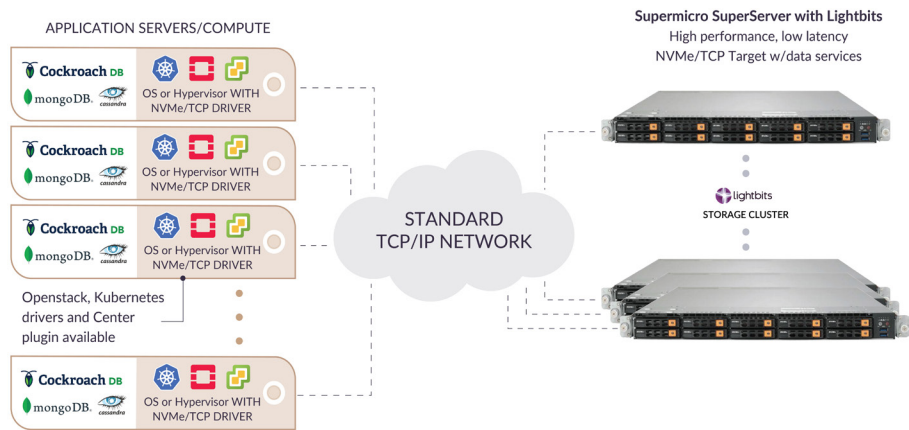 APPLICATION SERVERS/COMPUTE
Cockroach DB
mongoDB.
cassandra
OS or Hypervisor WITH
NVMe/TCP DRIVER
Cockroach DB
mongoDB.
cassandra
OS or Hypervisor WITH
NVMe/TCP DRIVER
Cockroach DB
mongoDB.
cassandra
OS or Hypervisor WITH
NVMe/TCP DRIVER
Openstack, Kubernetes
drivers and Center
plugin available
Cockroach DB
mongoDB.
cassandra
OS or Hypervisor WITH
NVMe/TCP DRIVER
STANDARD
TCP/IP NETWORK
Supermicro SuperServer with Lightbits
High performance, low latency
NVMe/TCP Target w/data services
lightbits
STORAGE CLUSTER